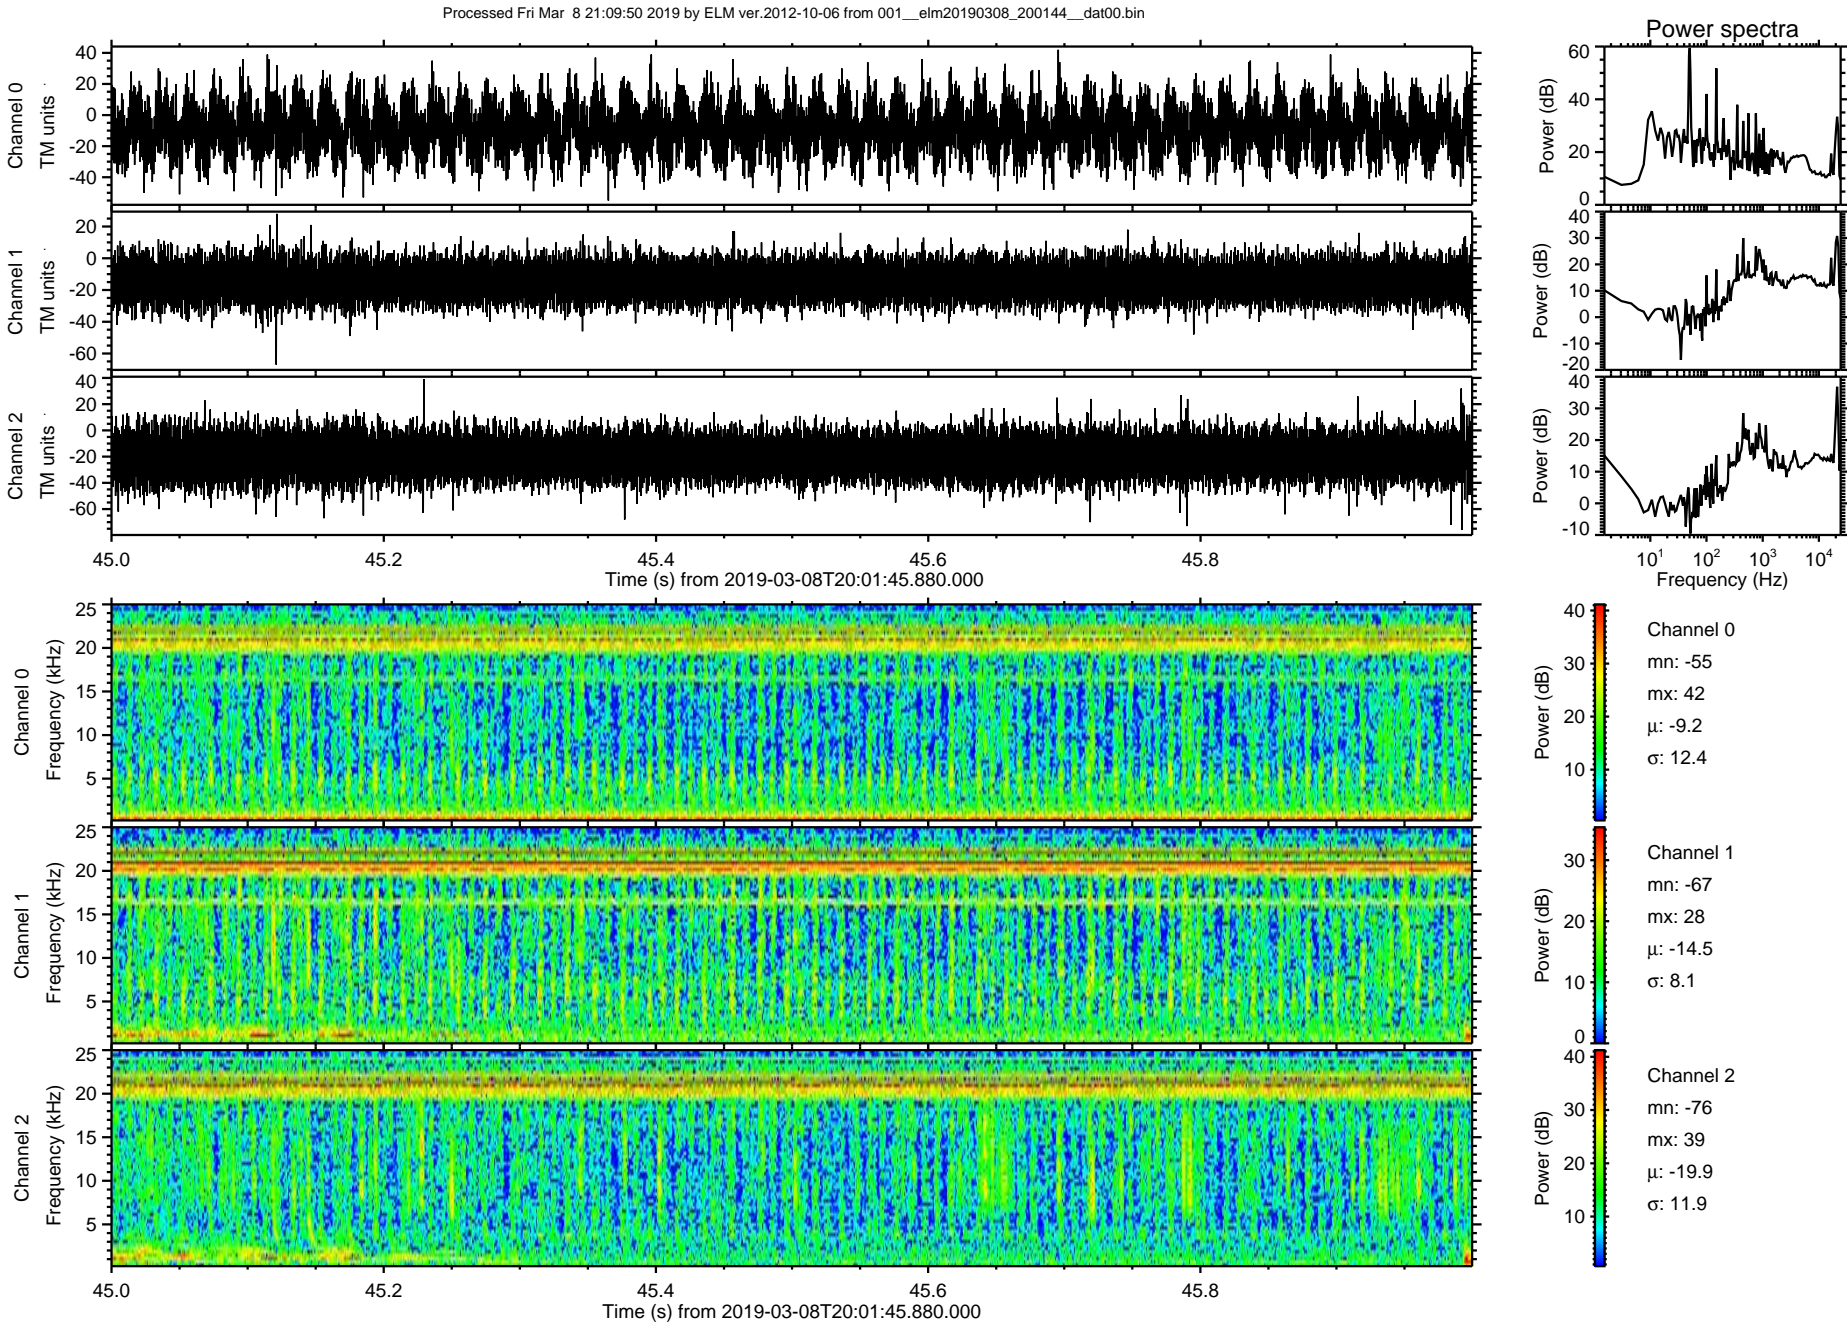 Processed Fri Mar  8 21:09:50 2019 by ELM ver.2012-10-06 from 001__elm20190308_200144__dat00.bin
Power spectra
Channel 0
TM units
40
20
0
-20
-40
Power (dB)
60
40
20
0
Channel 1
TM units
20
0
-20
-40
-60
Power (dB)
40
30
20
10
0
-10
-20
Channel 2
TM units
40
20
0
-20
-40
-60
Power (dB)
40
30
20
10
0
-10
45.0 45.2 45.4 45.6 45.8
Time (s) from 2019-03-08T20:01:45.880.000
10^1 10^2 10^3 10^4
Frequency (Hz)
Channel 0
Frequency (kHz)
25
20
15
10
5
Power (dB)
40
30
20
10
Channel 0
mn: -55
mx: 42
µ: -9.2
σ: 12.4
Channel 1
Frequency (kHz)
25
20
15
10
5
Power (dB)
30
20
10
0
Channel 1
mn: -67
mx: 28
µ: -14.5
σ: 8.1
Channel 2
Frequency (kHz)
25
20
15
10
5
Power (dB)
40
30
20
10
Channel 2
mn: -76
mx: 39
µ: -19.9
σ: 11.9
45.0 45.2 45.4 45.6 45.8
Time (s) from 2019-03-08T20:01:45.880.000